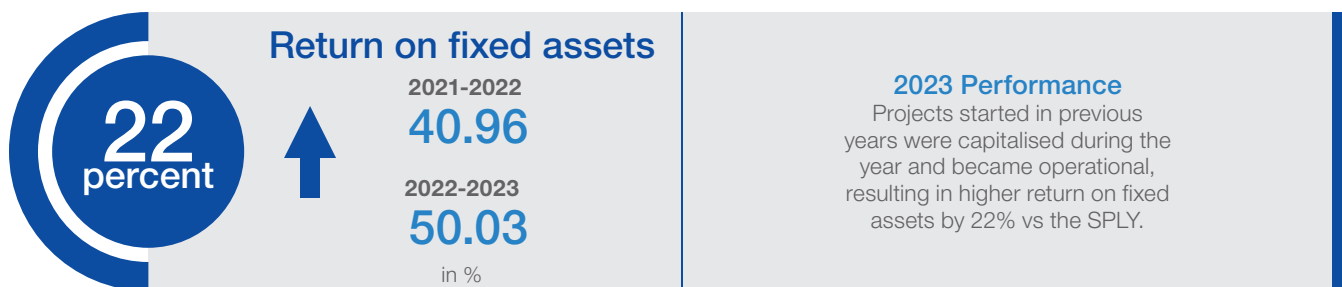 22
percent
Return on fixed assets
2021-2022
40.96
2022-2023
50.03
in %
2023 Performance
Projects started in previous
years were capitalised during the
year and became operational,
resulting in higher return on fixed
assets by 22% vs the SPLY.